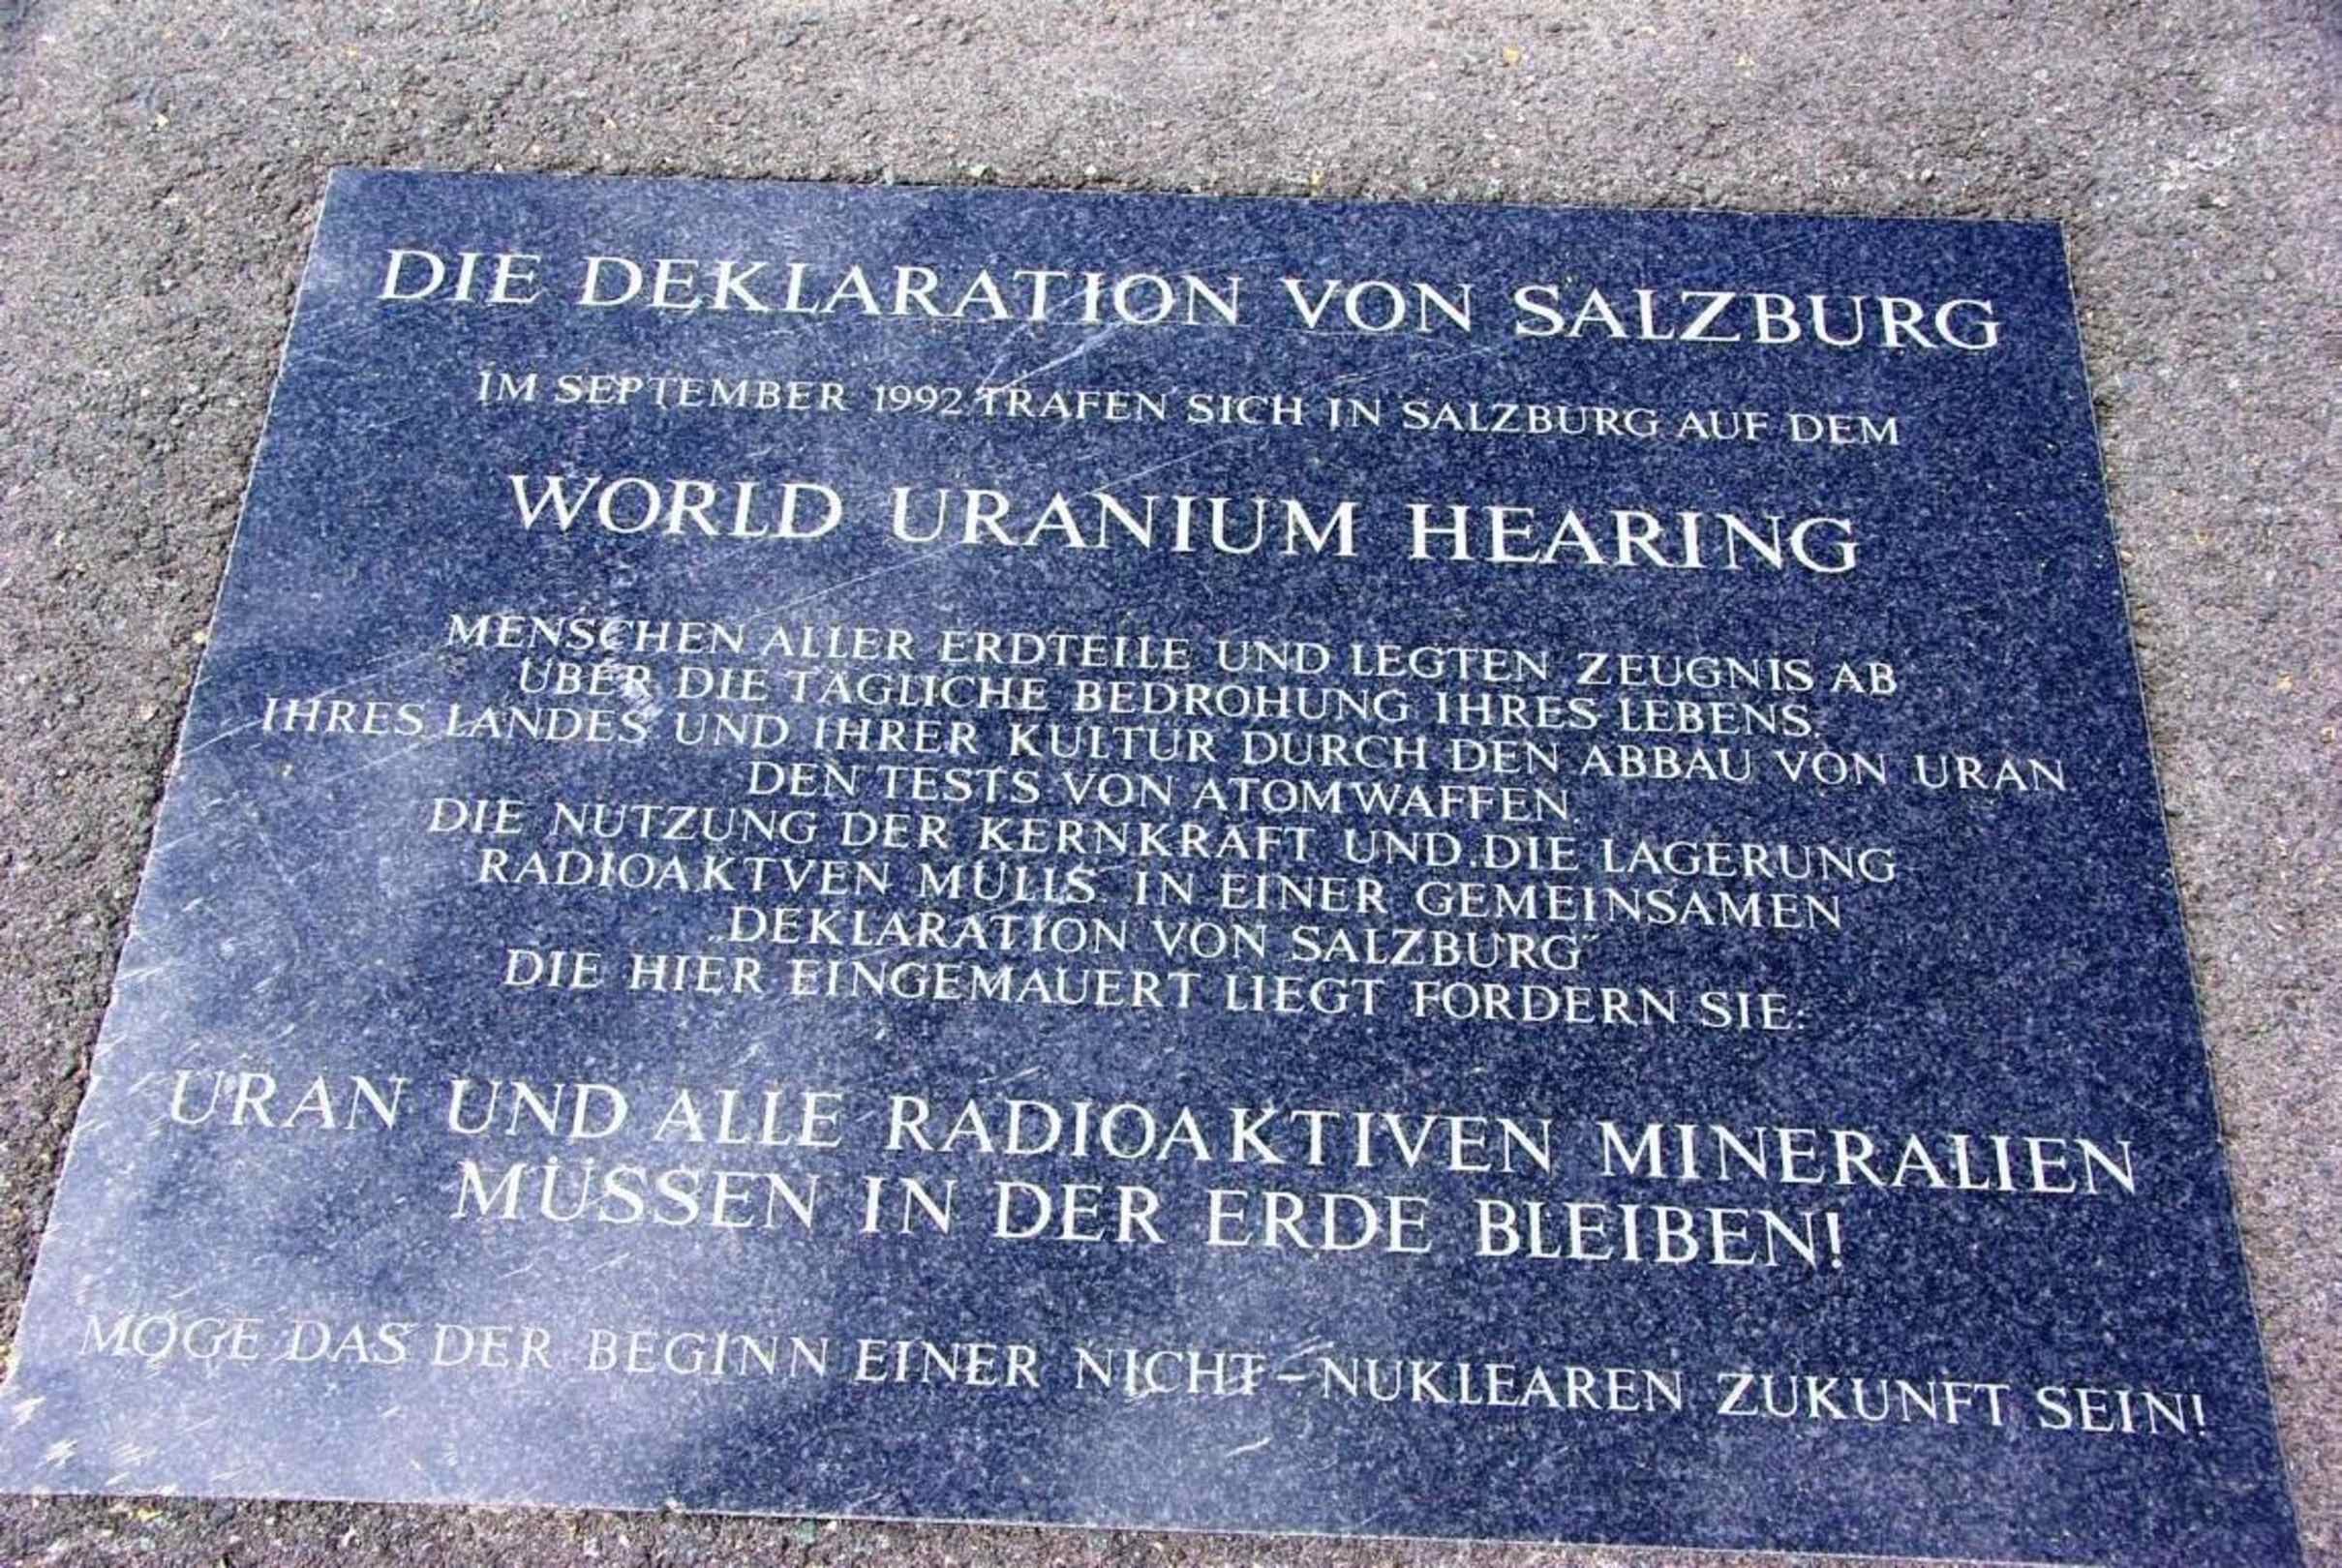 DIE DEKLARATION VON SALZBURG
IM SEPTEMBER 1992 TRAFEN SICH IN SALZBURG AUF DEM
WORLD URANIUM HEARING
MENSCHEN ALLER ERDTEILE UND LEGTEN ZEUGNIS AB
ÜBER DIE TÄGLICHE BEDROHUNG IHRES LEBENS.
IHRES LANDES UND IHRER KULTUR DURCH DEN ABBAU VON URAN
DEN TESTS VON ATOMWAFFEN.
DIE NUTZUNG DER KERNKRAFT UND.DIE LAGERUNG
RADIOAKTVEN MÜLLS IN EINER GEMEINSAMEN
„DEKLARATION VON SALZBURG"
DIE HIER EINGEMAUERT LIEGT FORDERN SIE:
URAN UND ALLE RADIOAKTIVEN MINERALIEN
MÜSSEN IN DER ERDE BLEIBEN!
MÖGE DAS DER BEGINN EINER NICHT-NUKLEAREN ZUKUNFT SEIN!